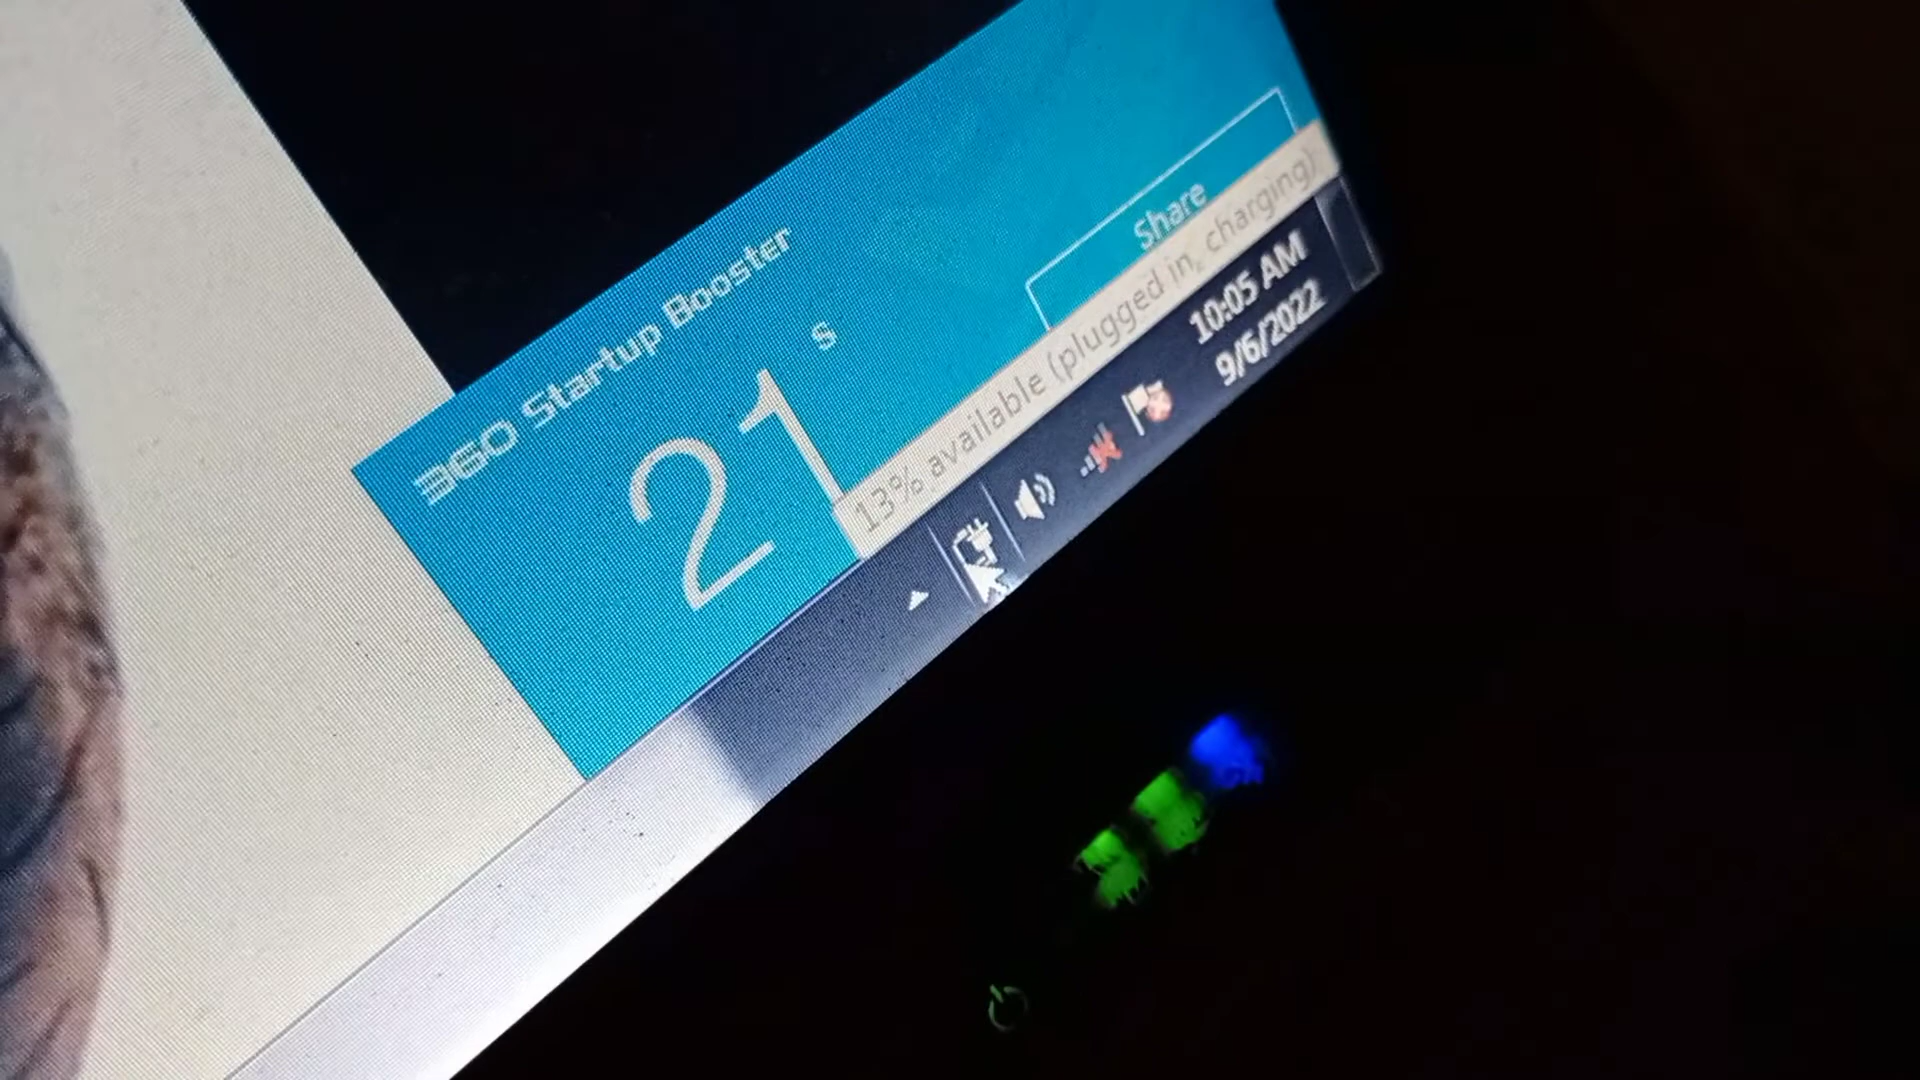 360 Startup Booster
21 s
Share
13% available (plugged in, charging)
10:05 AM
9/6/2022